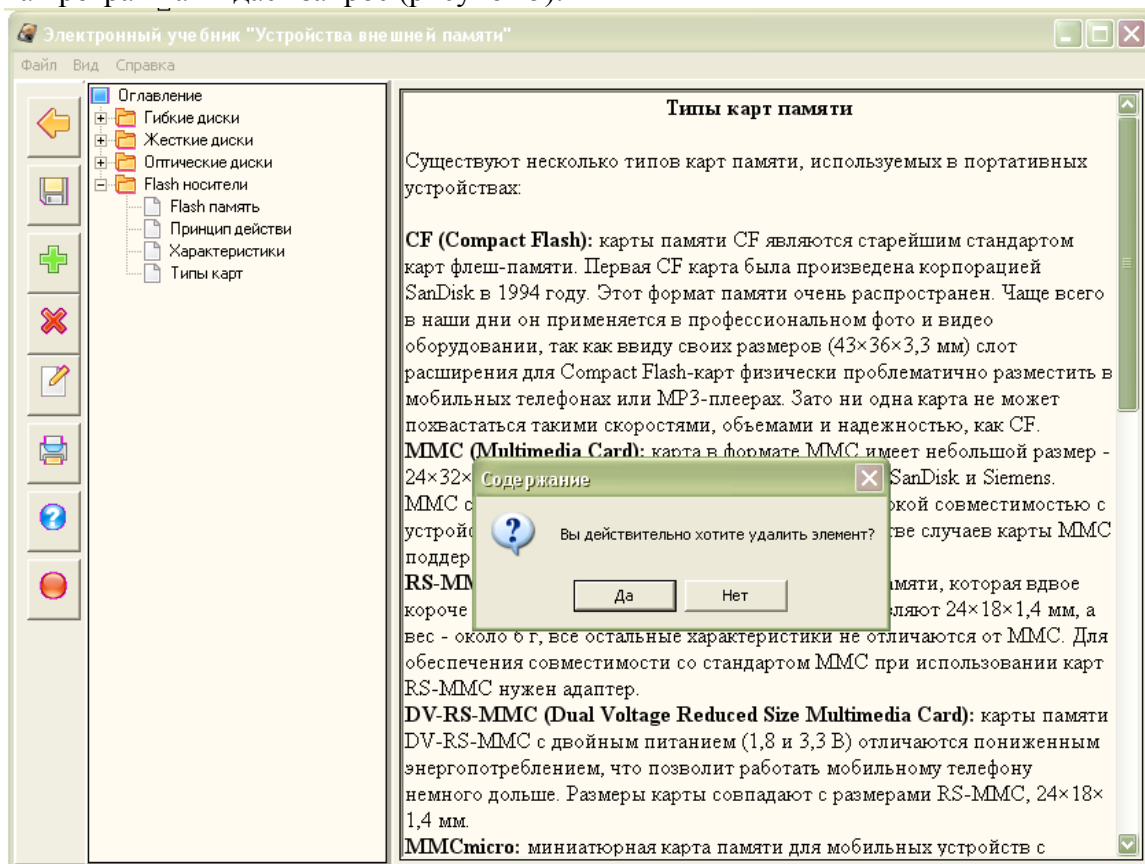 дает запрос (рисунок
Электронный учебник "Устройства внешней памяти"
Файл Вид Справка
Оглавление
Гибкие диски
Жесткие диски
Оптические диски
Flash носители
Flash память
Принцип действи
Характеристики
Типы карт
Типы карт памяти
Существуют несколько типов карт памяти, используемых в портативных
устройствах:
CF (Compact Flash): карты памяти CF являются старейшим стандартом
карт флеш-памяти. Первая CF карта была произведена корпорацией
SanDisk в 1994 году. Этот формат памяти очень распространен. Чаще всего
в наши дни он применяется в профессиональном фото и видео
оборудовании, так как ввиду своих размеров (43×36×3,3 мм) слот
расширения для Compact Flash-карт физически проблематично разместить в
мобильных телефонах или MP3-плеерах. Зато ни одна карта не может
похвастаться такими скоростями, объемами и надежностью, как CF.
MMC (Multimedia Card): карта в формате MMC имеет небольшой размер -
24×32× SanDisk и Siemens.
MMC с окой совместимостью с
устройс тве случаев карты MMC
поддер
RS-MM амяти, которая вдвое
короче вляют 24×18×1,4 мм, а
вес - около 6 г, все остальные характеристики не отличаются от MMC. Для
обеспечения совместимости со стандартом MMC при использовании карт
RS-MMC нужен адаптер.
DV-RS-MMC (Dual Voltage Reduced Size Multimedia Card): карты памяти
DV-RS-MMC с двойным питанием (1,8 и 3,3 В) отличаются пониженным
энергопотреблением, что позволит работать мобильному телефону
немного дольше. Размеры карты совпадают с размерами RS-MMC, 24×18×
1,4 мм.
MMCmicro: миниатюрная карта памяти для мобильных устройств с
Содержание
Вы действительно хотите удалить элемент?
Да Нет